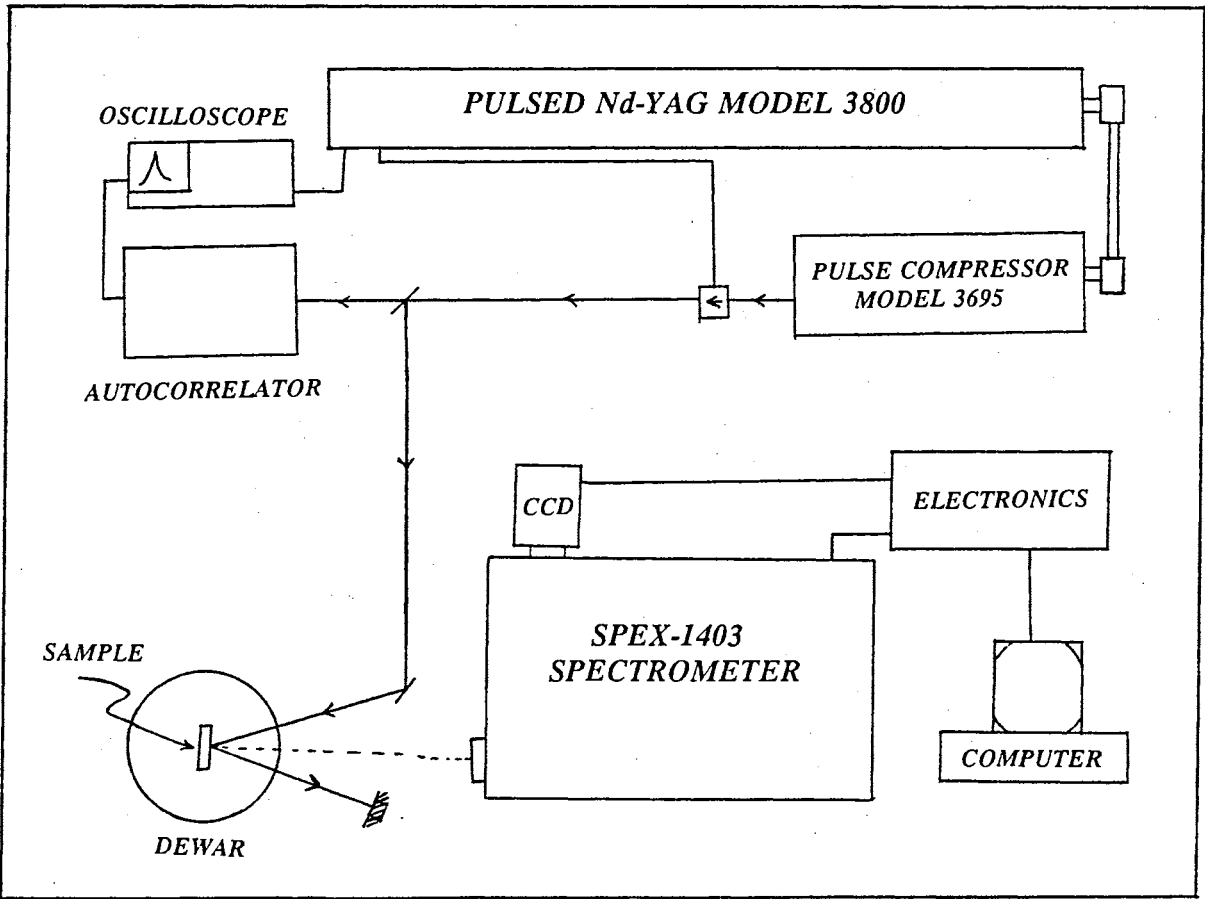 PULSED Nd-YAG MODEL 3800
OSCILLOSCOPE
PULSE COMPRESSOR
MODEL 3695
AUTOCORRELATOR
CCD
ELECTRONICS
SPEX-1403
SPECTROMETER
SAMPLE
COMPUTER
DEWAR